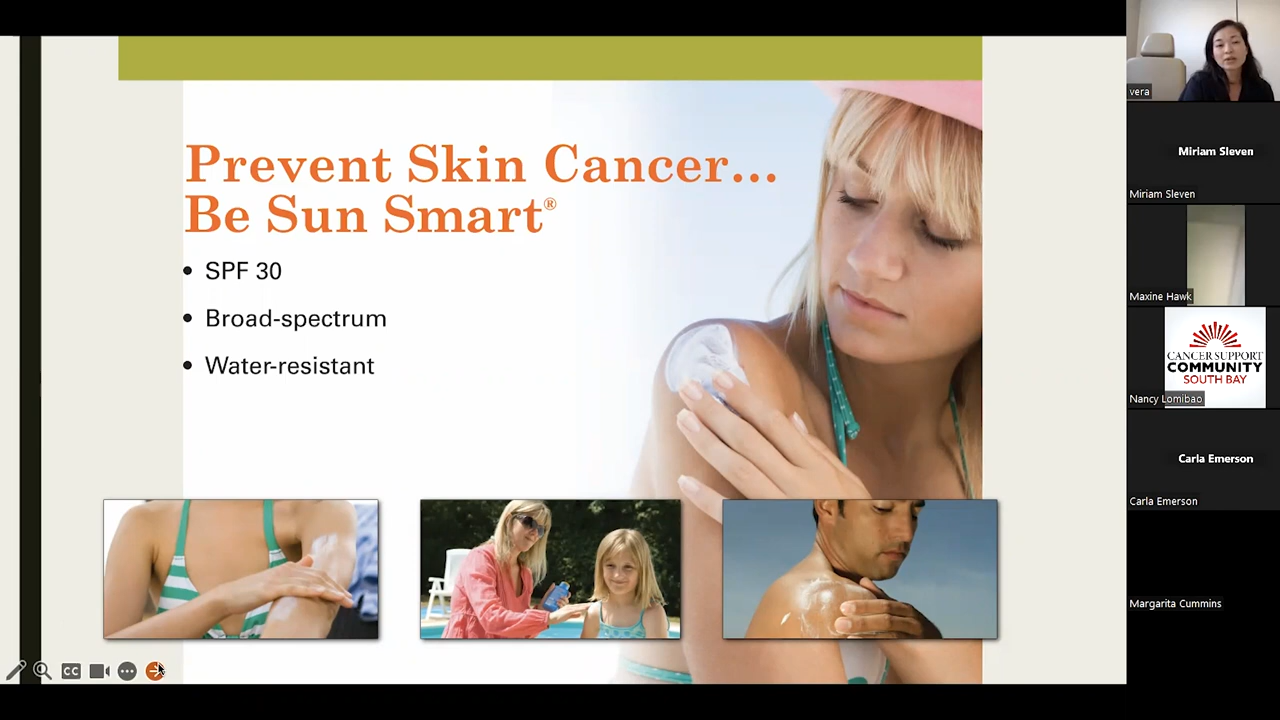 Prevent Skin Cancer...
Be Sun Smart®
• SPF 30
• Broad-spectrum
• Water-resistant
CC
vera
Miriam Sleven
Miriam Sleven
Maxine Hawk
CANCER SUPPORT
COMMUNITY
SOUTH BAY
Nancy Lomibao
Carla Emerson
Carla Emerson
Margarita Cummins